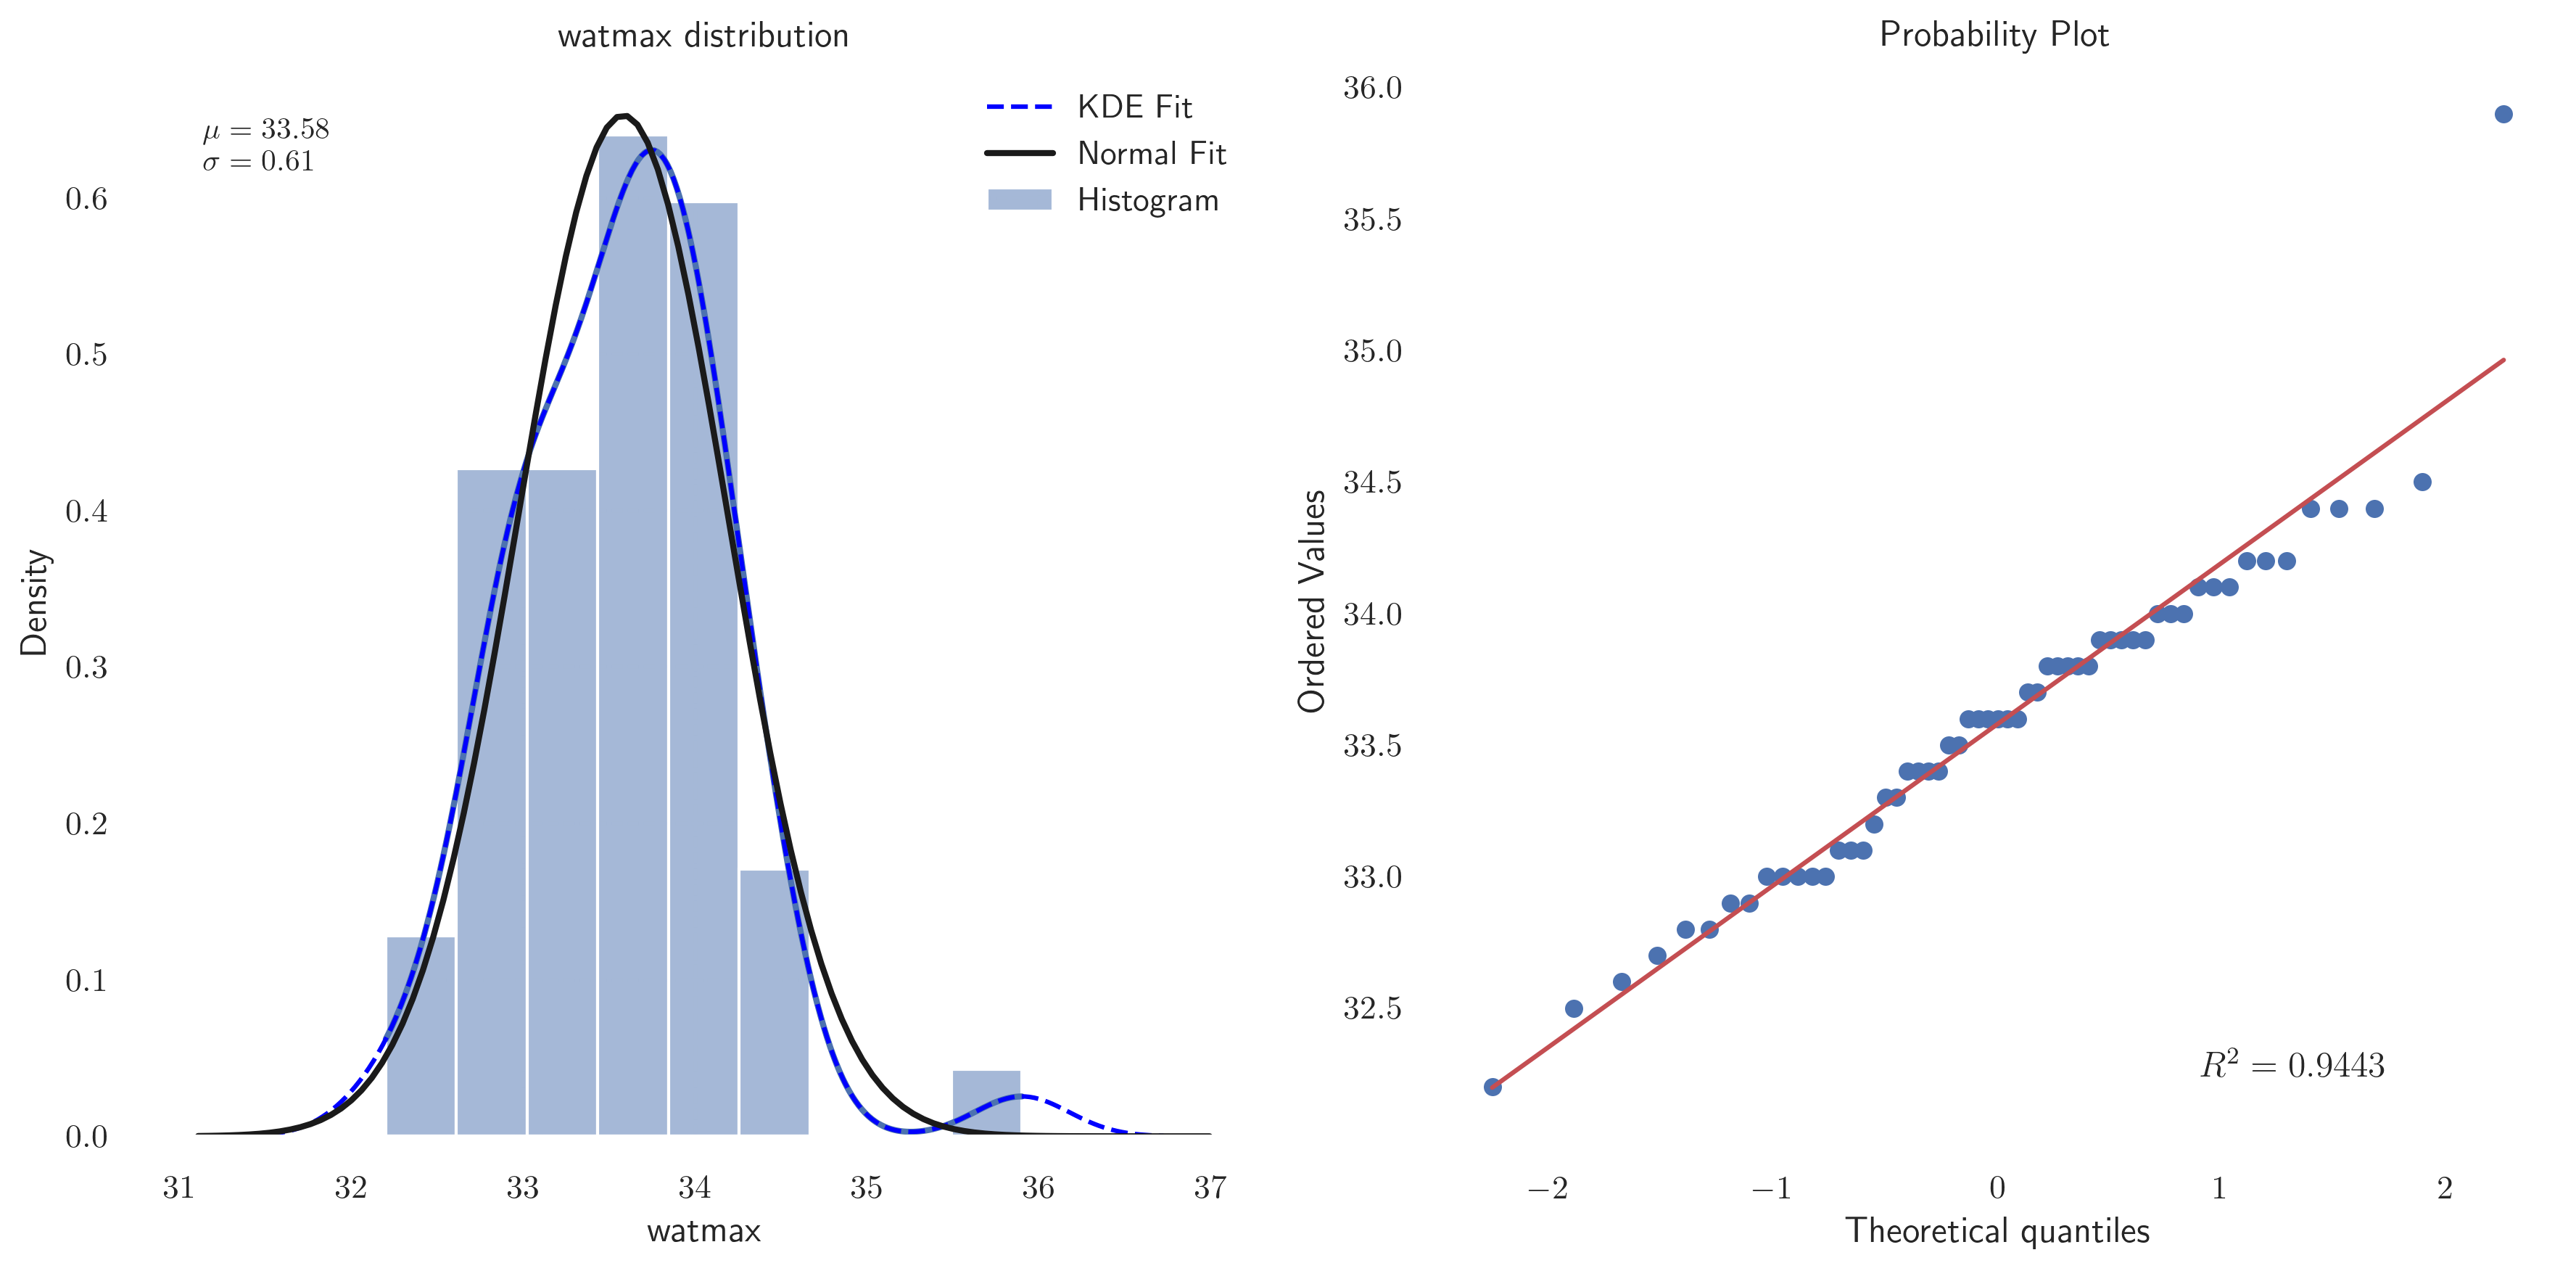 watmax distribution
μ = 33.58
σ = 0.61
KDE Fit
Normal Fit
Histogram
Density
0.6
0.5
0.4
0.3
0.2
0.1
0.0
31 32 33 34 35 36 37
watmax
Probability Plot
Ordered Values
36.0
35.5
35.0
34.5
34.0
33.5
33.0
32.5
R² = 0.9443
−2 −1 0 1 2
Theoretical quantiles